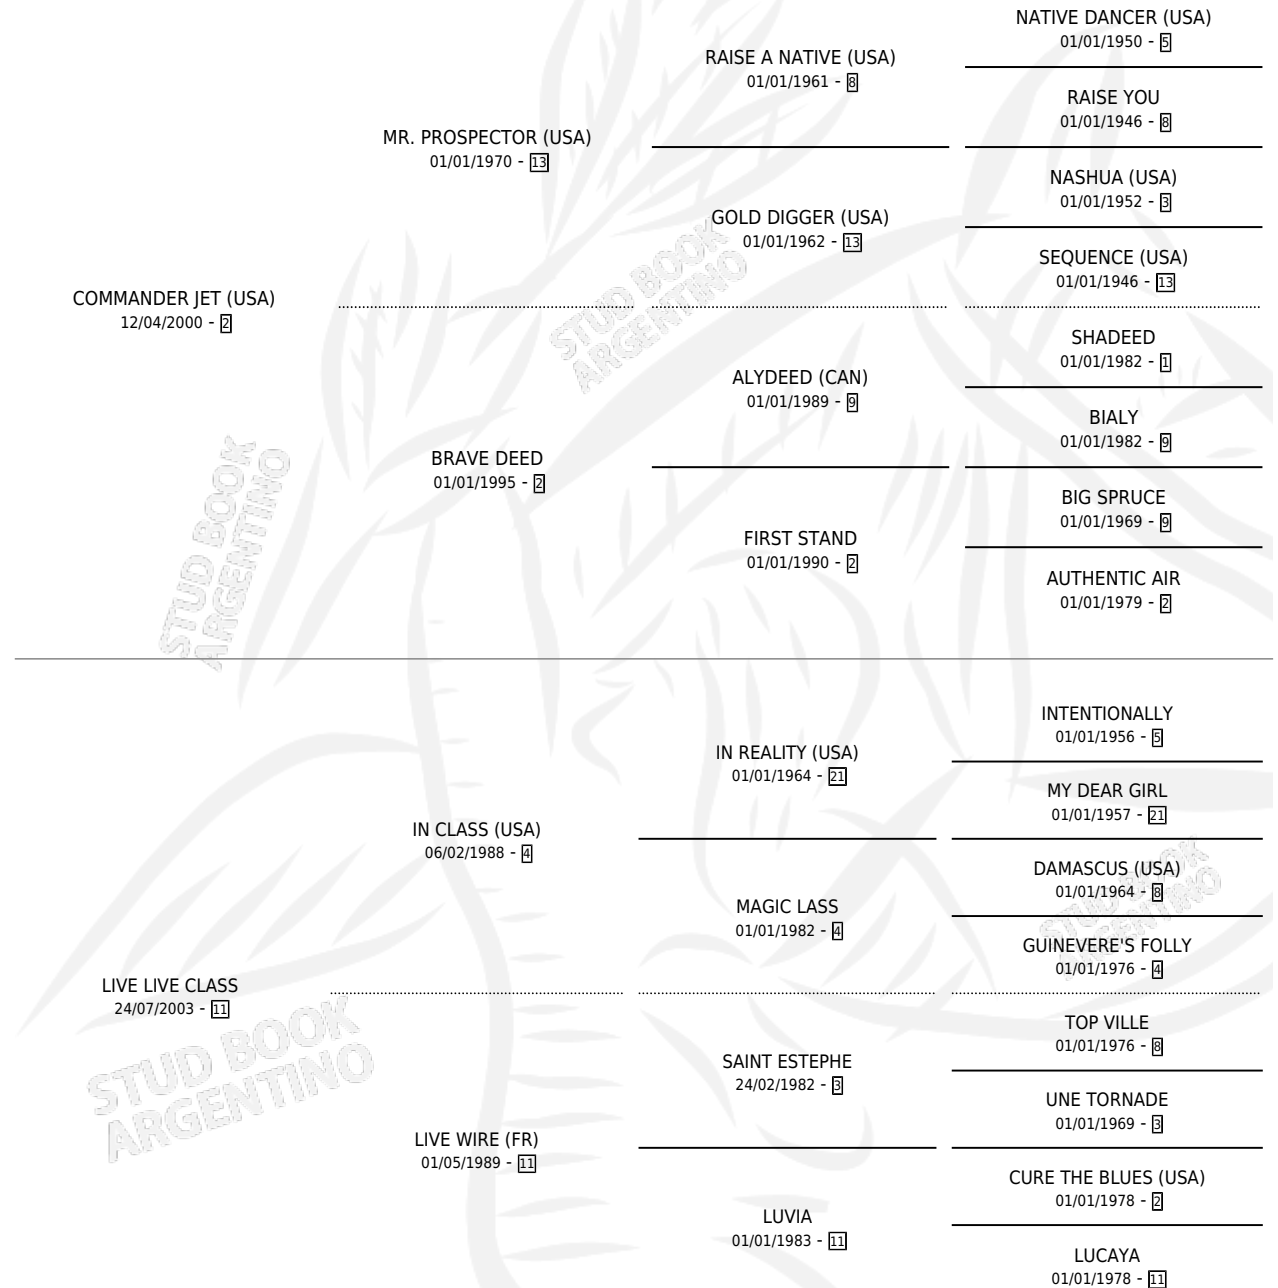 NATIVE DANCER (USA)
01/01/1950 - 5
RAISE A NATIVE (USA)
01/01/1961 - 8
RAISE YOU
01/01/1946 - 8
MR. PROSPECTOR (USA)
01/01/1970 - 13
NASHUA (USA)
01/01/1952 - 3
GOLD DIGGER (USA)
01/01/1962 - 13
SEQUENCE (USA)
01/01/1946 - 13
COMMANDER JET (USA)
12/04/2000 - 2
STUD BOOK
ARGENTINO
SHADEED
01/01/1982 - 1
ALYDEED (CAN)
01/01/1989 - 9
BIALY
01/01/1982 - 9
BRAVE DEED
01/01/1995 - 2
BIG SPRUCE
01/01/1969 - 9
FIRST STAND
01/01/1990 - 2
AUTHENTIC AIR
01/01/1979 - 2
STUD BOOK
ARGENTINO
INTENTIONALLY
01/01/1956 - 5
IN REALITY (USA)
01/01/1964 - 21
MY DEAR GIRL
01/01/1957 - 21
IN CLASS (USA)
06/02/1988 - 4
DAMASCUS (USA)
01/01/1964 - 8
MAGIC LASS
01/01/1982 - 4
GUINEVERE'S FOLLY
01/01/1976 - 4
STUD BOOK
ARGENTINO
LIVE LIVE CLASS
24/07/2003 - 11
TOP VILLE
01/01/1976 - 8
SAINT ESTEPHE
24/02/1982 - 3
UNE TORNADE
01/01/1969 - 3
STUD BOOK
ARGENTINO
LIVE WIRE (FR)
01/05/1989 - 11
CURE THE BLUES (USA)
01/01/1978 - 2
LUVIA
01/01/1983 - 11
LUCAYA
01/01/1978 - 11